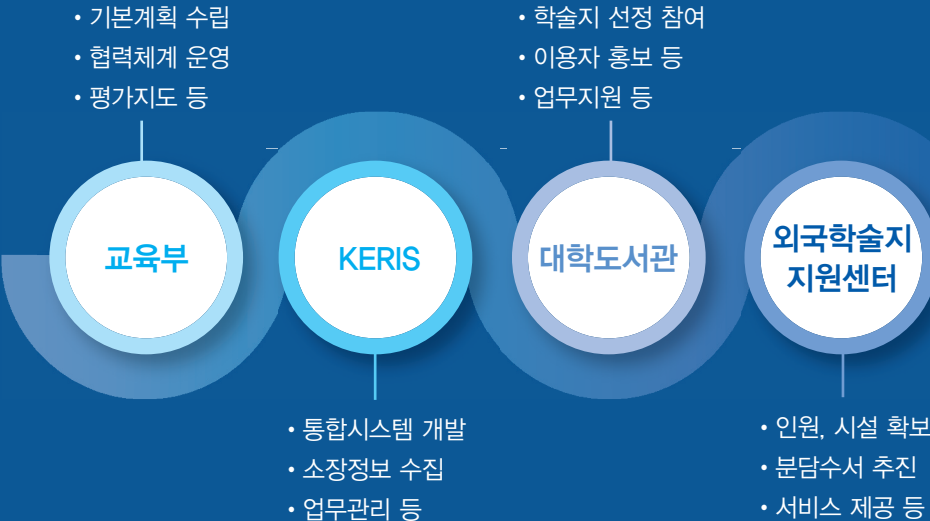 • 기본계획 수립
• 협력체계 운영
• 평가지도 등
• 학술지 선정 참여
• 이용자 홍보 등
• 업무지원 등
교육부
KERIS
대학도서관
외국학술지
지원센터
• 통합시스템 개발
• 소장정보 수집
• 업무관리 등
• 인원, 시설 확보
• 분담수서 추진
• 서비스 제공 등